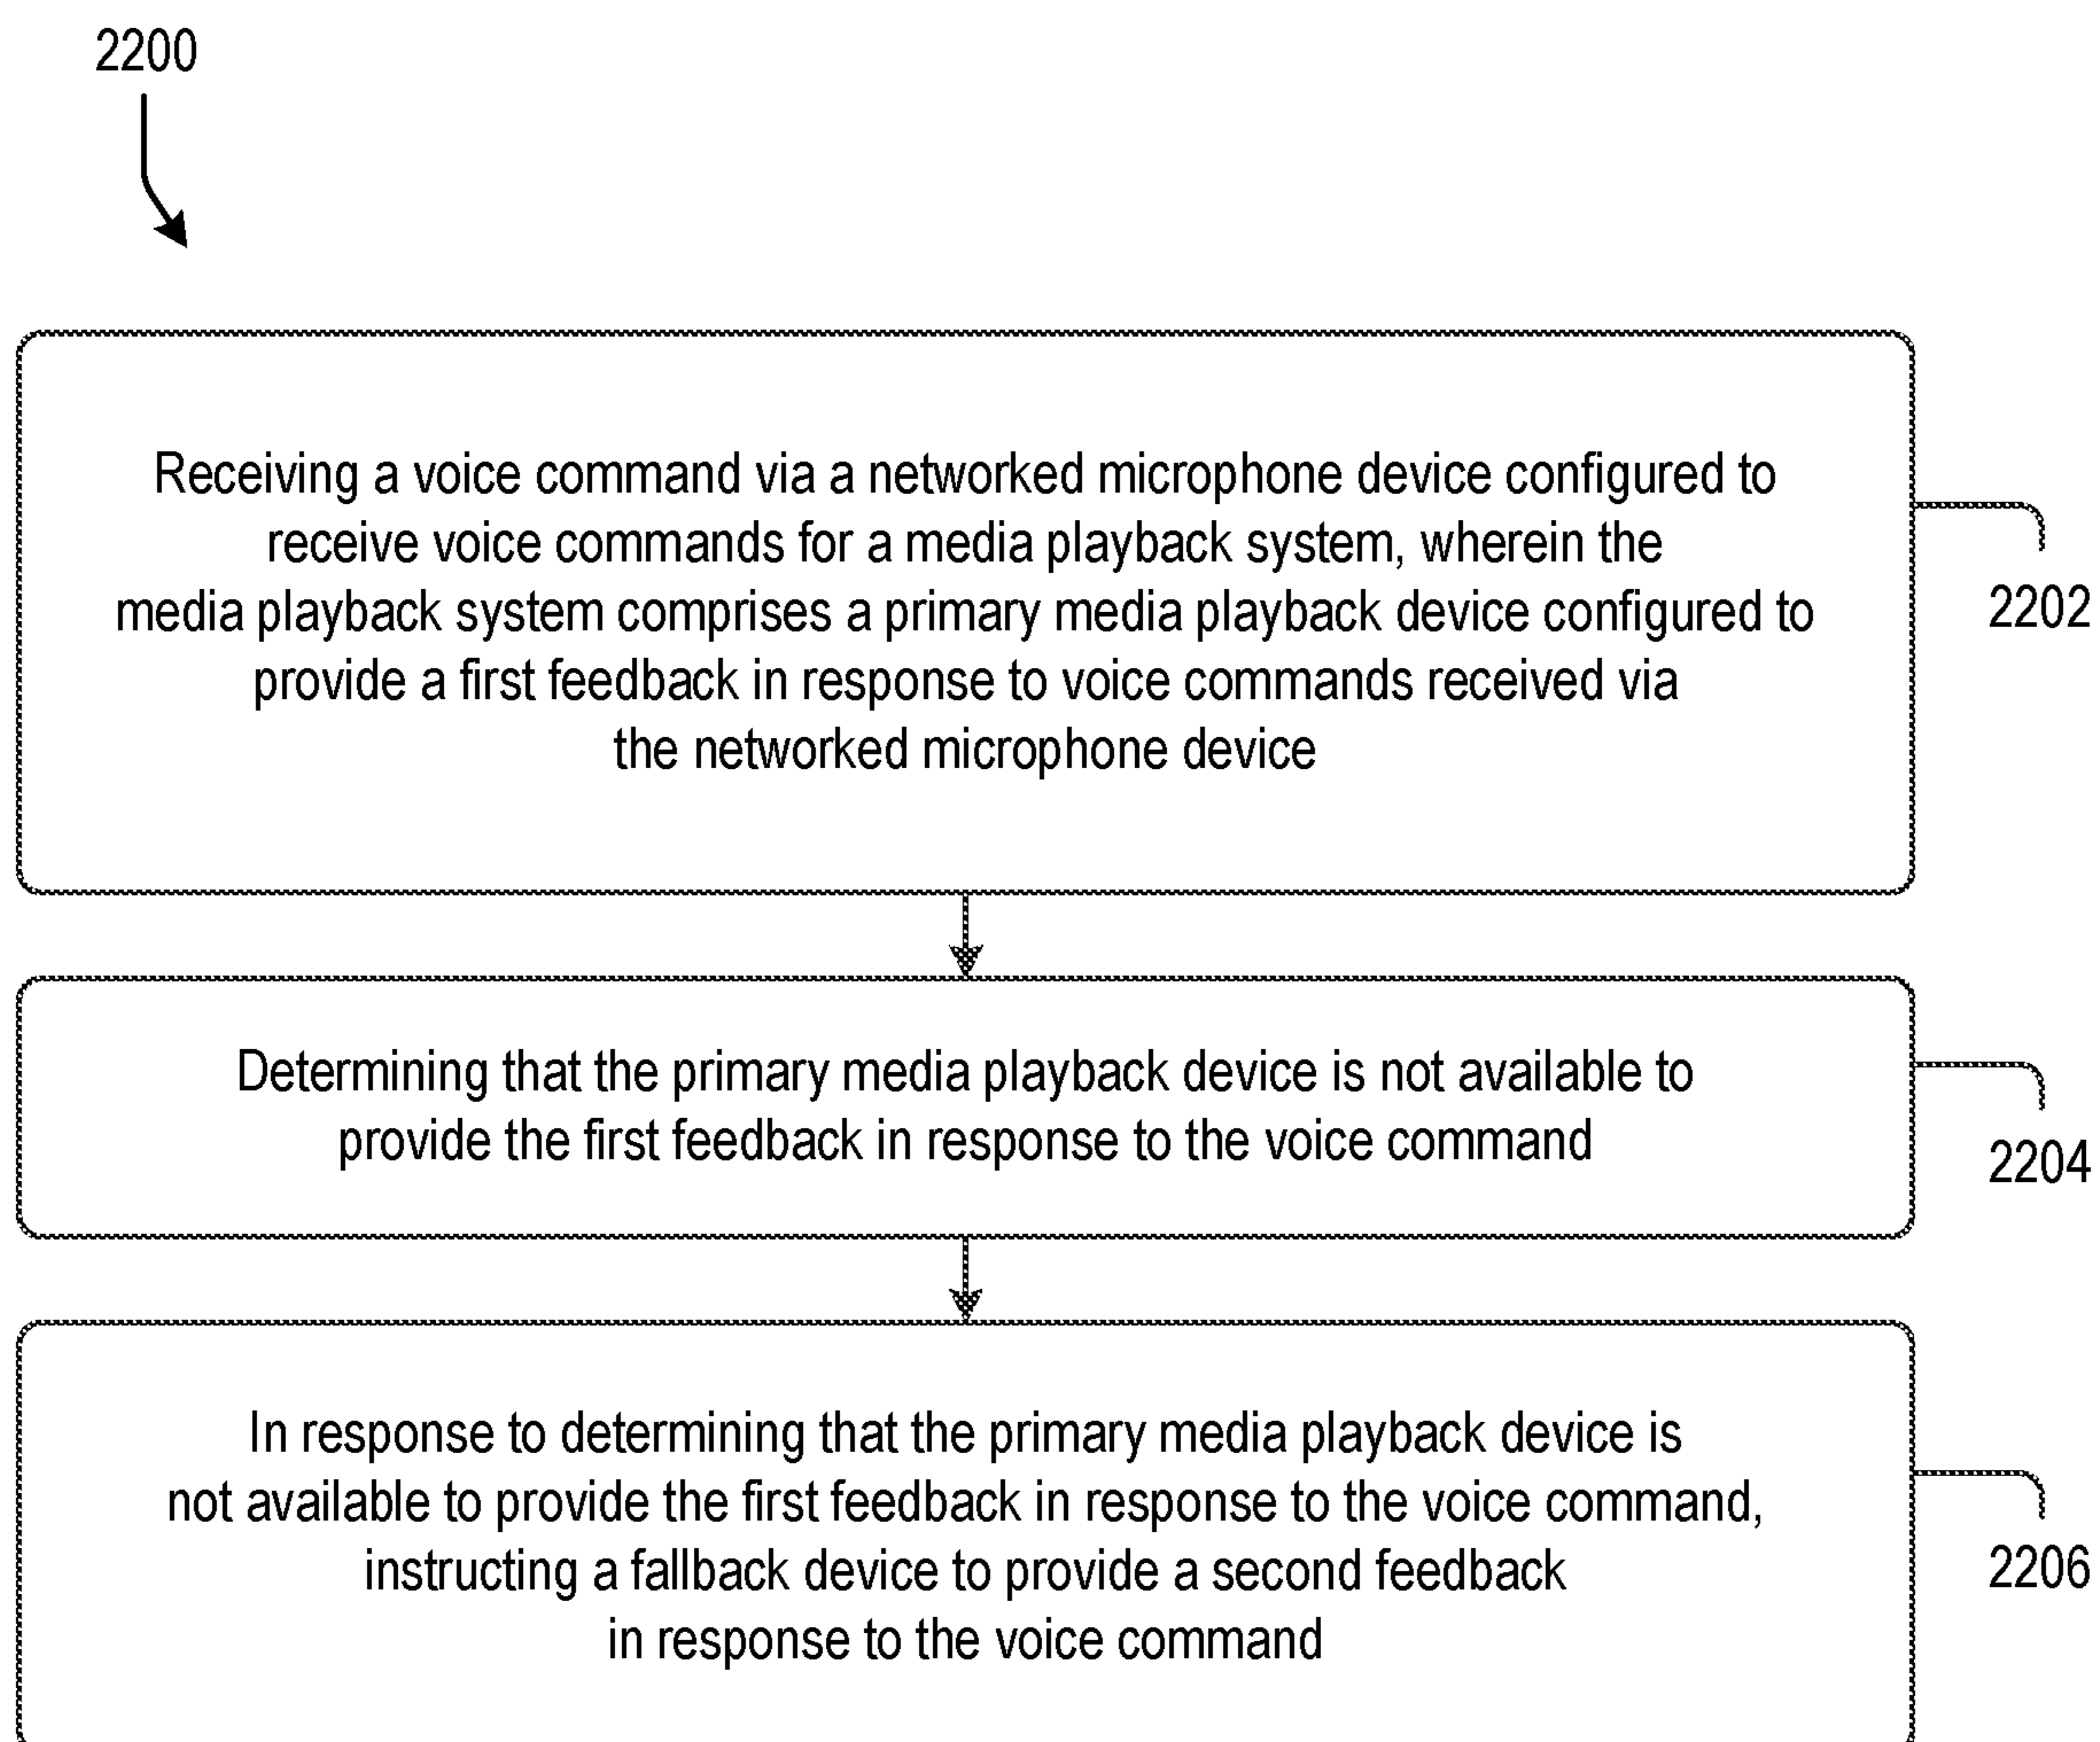 2200
Receiving a voice command via a networked microphone device configured to
receive voice commands for a media playback system, wherein the
media playback system comprises a primary media playback device configured to
provide a first feedback in response to voice commands received via
the networked microphone device
2202
Determining that the primary media playback device is not available to
provide the first feedback in response to the voice command
2204
In response to determining that the primary media playback device is
not available to provide the first feedback in response to the voice command,
instructing a fallback device to provide a second feedback
in response to the voice command
2206